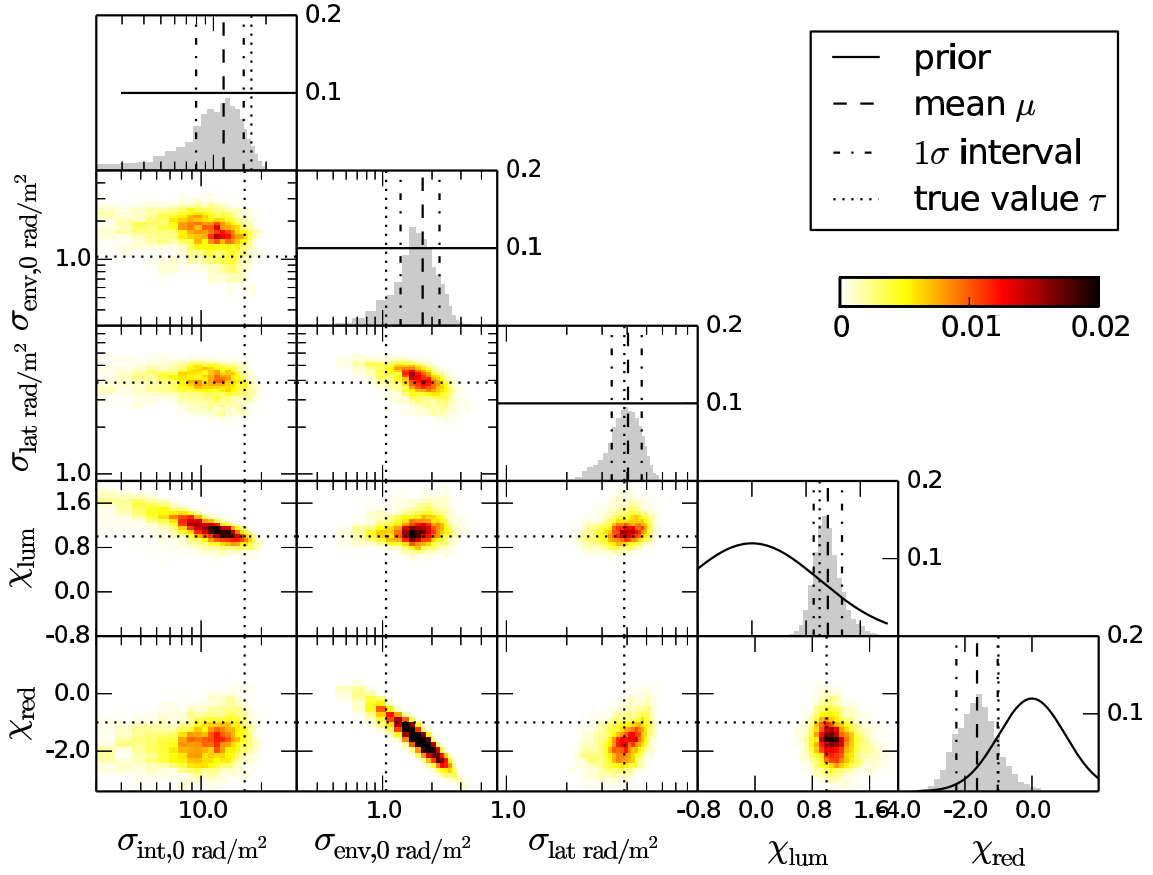 0.2
0.1
prior
mean μ
1σ interval
true value τ
0.2
0.1
σenv,0 rad/m²
1.0
0 0.01 0.02
0.2
0.1
σlat rad/m²
1.0
0.2
0.1
χlum
1.6
0.8
0.0
-0.8
0.2
0.1
χred
0.0
-2.0
10.0 1.0 1.0 -0.8 0.0 0.8 1.6 -4.0 -2.0 0.0
σint,0 rad/m² σenv,0 rad/m² σlat rad/m² χlum χred